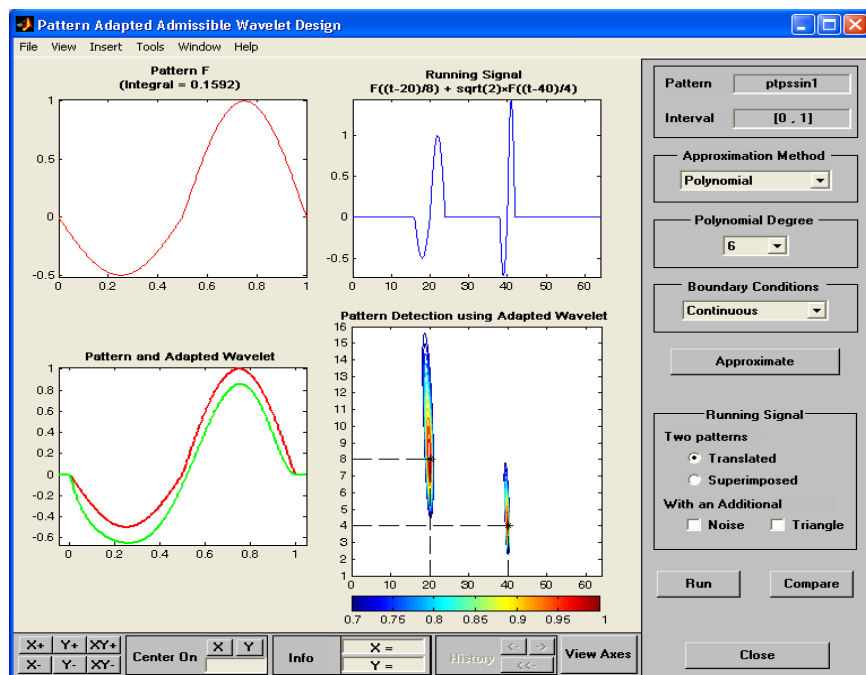 Pattern Adapted Admissible Wavelet Design
File View Insert Tools Window Help
Pattern F
(Integral = 0.1592)
1
0.5
0
-0.5
0 0.2 0.4 0.6 0.8 1
Running Signal
F((t-20)/8) + sqrt(2)×F((t-40)/4)
1
0.5
0
-0.5
0 10 20 30 40 50 60
Pattern and Adapted Wavelet
1
0.8
0.6
0.4
0.2
0
-0.2
-0.4
-0.6
0 0.2 0.4 0.6 0.8 1
Pattern Detection using Adapted Wavelet
16
15
14
13
12
11
10
9
8
7
6
5
4
3
2
1
0 10 20 30 40 50 60
0.7 0.75 0.8 0.85 0.9 0.95 1
Pattern ptpssin1
Interval [0 , 1]
Approximation Method
Polynomial
Polynomial Degree
6
Boundary Conditions
Continuous
Approximate
Running Signal
Two patterns
Translated
Superimposed
With an Additional
Noise Triangle
Run Compare
Close
X+ Y+ XY+
X- Y- XY-
Center On X Y
Info X =
Y =
History <- ->
<<-
View Axes